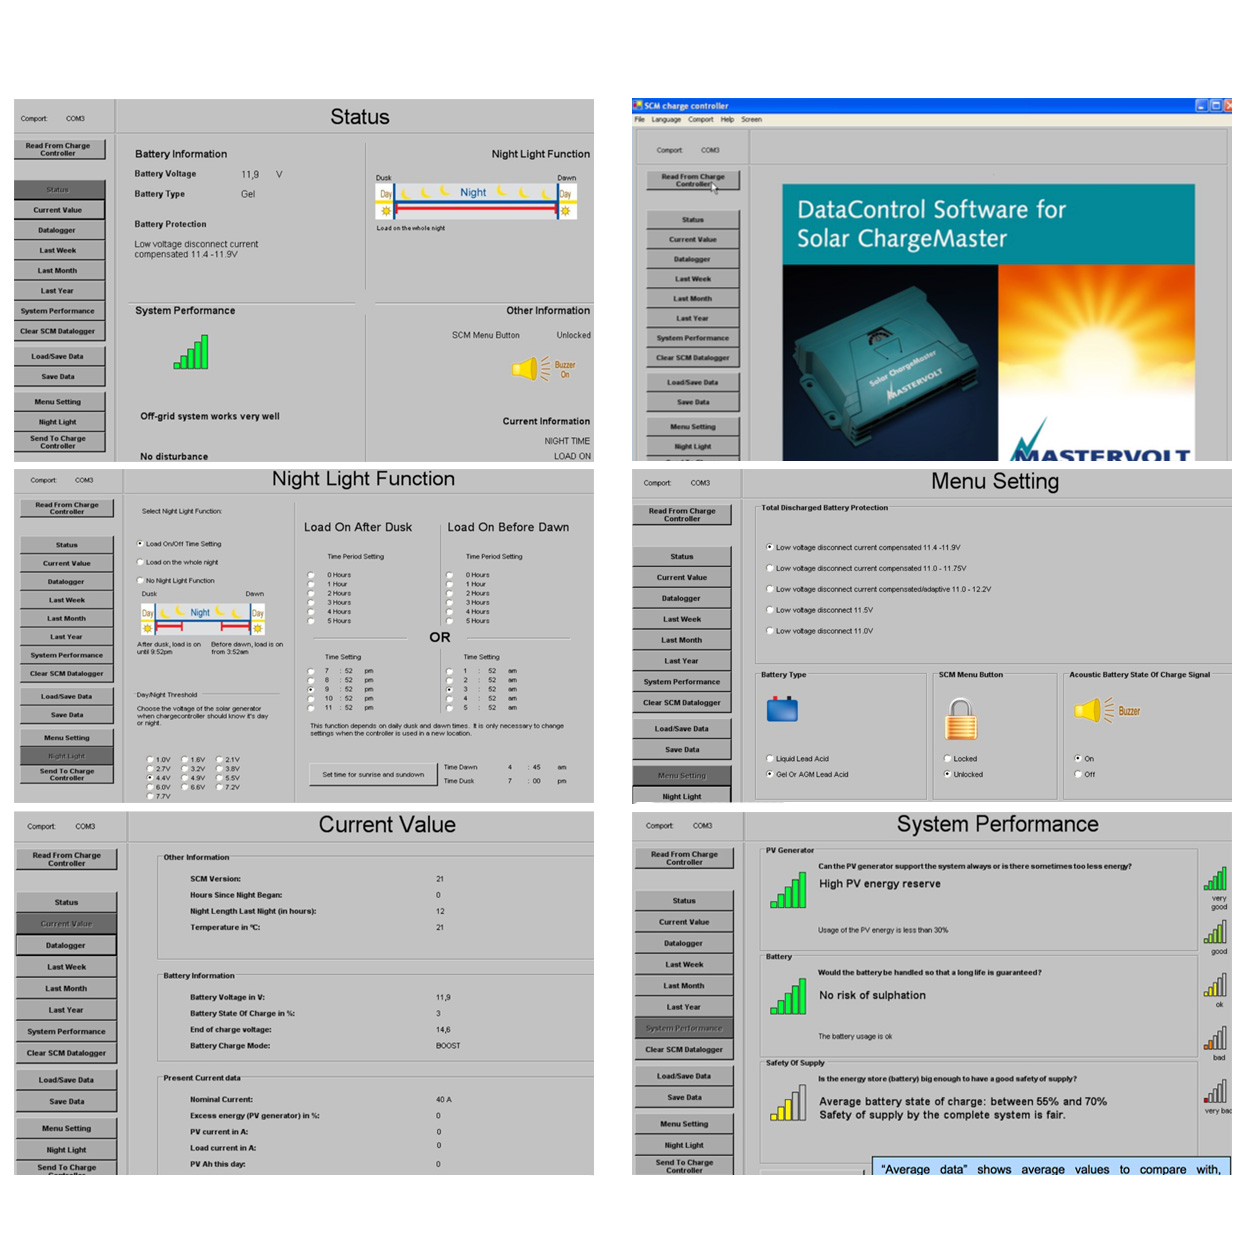 Status
Comport: COM3
Read From Charge
Controller
Status
Current Value
Datalogger
Last Week
Last Month
Last Year
System Performance
Clear SCM Datalogger
Load/Save Data
Save Data
Menu Setting
Night Light
Send To Charge
Controller
Battery Information
Battery Voltage 11,9 V
Battery Type Gel
Battery Protection
Low voltage disconnect current
compensated 11.4 -11.9V
Night Light Function
Dusk Dawn
Day Night Day
Load on the whole night
System Performance
Off-grid system works very well
No disturbance
Other Information
SCM Menu Button Unlocked
Buzzer
On
Current Information
NIGHT TIME
LOAD ON
SCM charge controller
File Language Comport Help Screen
Comport: COM3
Read From Charge
Controller
Status
Current Value
Datalogger
Last Week
Last Month
Last Year
System Performance
Clear SCM Datalogger
Load/Save Data
Save Data
Menu Setting
Night Light
DataControl Software for
Solar ChargeMaster
Solar ChargeMaster
MASTERVOLT
MASTERVOLT
Night Light Function
Comport: COM3
Read From Charge
Controller
Status
Current Value
Datalogger
Last Week
Last Month
Last Year
System Performance
Clear SCM Datalogger
Load/Save Data
Save Data
Menu Setting
Night Light
Send To Charge
Controller
Select Night Light Function:
Load On/Off Time Setting
Load on the whole night
No Night Light Function
Dusk Dawn
Day Night Day
After dusk, load is on
until 9:52pm
Before dawn, load is on
from 3:52am
Day/Night Threshold
Choose the voltage of the solar generator
when chargecontroller should know it's day
or night.
1.0V 1.6V 2.1V
2.7V 3.2V 3.8V
4.4V 4.9V 5.5V
6.0V 6.6V 7.2V
7.7V
Load On After Dusk
Time Period Setting
0 Hours
1 Hour
2 Hours
3 Hours
4 Hours
5 Hours
Load On Before Dawn
Time Period Setting
0 Hours
1 Hour
2 Hours
3 Hours
4 Hours
5 Hours
OR
Time Setting
7 : 52 pm
8 : 52 pm
9 : 52 pm
10 : 52 pm
11 : 52 pm
Time Setting
1 : 52 am
2 : 52 am
3 : 52 am
4 : 52 am
5 : 52 am
This function depends on daily dusk and dawn times. It is only necessary to change
settings when the controller is used in a new location.
Set time for sunrise and sundown
Time Dawn 4 : 45 am
Time Dusk 7 : 00 pm
Menu Setting
Comport: COM3
Read From Charge
Controller
Status
Current Value
Datalogger
Last Week
Last Month
Last Year
System Performance
Clear SCM Datalogger
Load/Save Data
Save Data
Menu Setting
Night Light
Total Discharged Battery Protection
Low voltage disconnect current compensated 11.4 -11.9V
Low voltage disconnect current compensated 11.0 - 11.75V
Low voltage disconnect current compensated/adaptive 11.0 - 12.2V
Low voltage disconnect 11.5V
Low voltage disconnect 11.0V
Battery Type
Liquid Lead Acid
Gel Or AGM Lead Acid
SCM Menu Button
Locked
Unlocked
Acoustic Battery State Of Charge Signal
Buzzer
On
Off
Current Value
Comport: COM3
Read From Charge
Controller
Status
Current Value
Datalogger
Last Week
Last Month
Last Year
System Performance
Clear SCM Datalogger
Load/Save Data
Save Data
Menu Setting
Night Light
Send To Charge
Other Information
SCM Version: 21
Hours Since Night Began: 0
Night Length Last Night (in hours): 12
Temperature in °C: 21
Battery Information
Battery Voltage in V: 11,9
Battery State Of Charge in %: 3
End of charge voltage: 14,6
Battery Charge Mode: BOOST
Present Current data
Nominal Current: 40 A
Excess energy (PV generator) in %: 0
PV current in A: 0
Load current in A: 0
PV Ah this day: 0
System Performance
Comport: COM3
Read From Charge
Controller
Status
Current Value
Datalogger
Last Week
Last Month
Last Year
System Performance
Clear SCM Datalogger
Load/Save Data
Save Data
Menu Setting
Night Light
Send To Charge
Controller
PV Generator
Can the PV generator support the system always or is there sometimes too less energy?
High PV energy reserve
Usage of the PV energy is less than 30%
Battery
Would the battery be handled so that a long life is guaranteed?
No risk of sulphation
The battery usage is ok
Safety Of Supply
Is the energy store (battery) big enough to have a good safety of supply?
Average battery state of charge: between 55% and 70%
Safety of supply by the complete system is fair.
very
good
good
ok
bad
very bad
"Average data" shows average values to compare with,